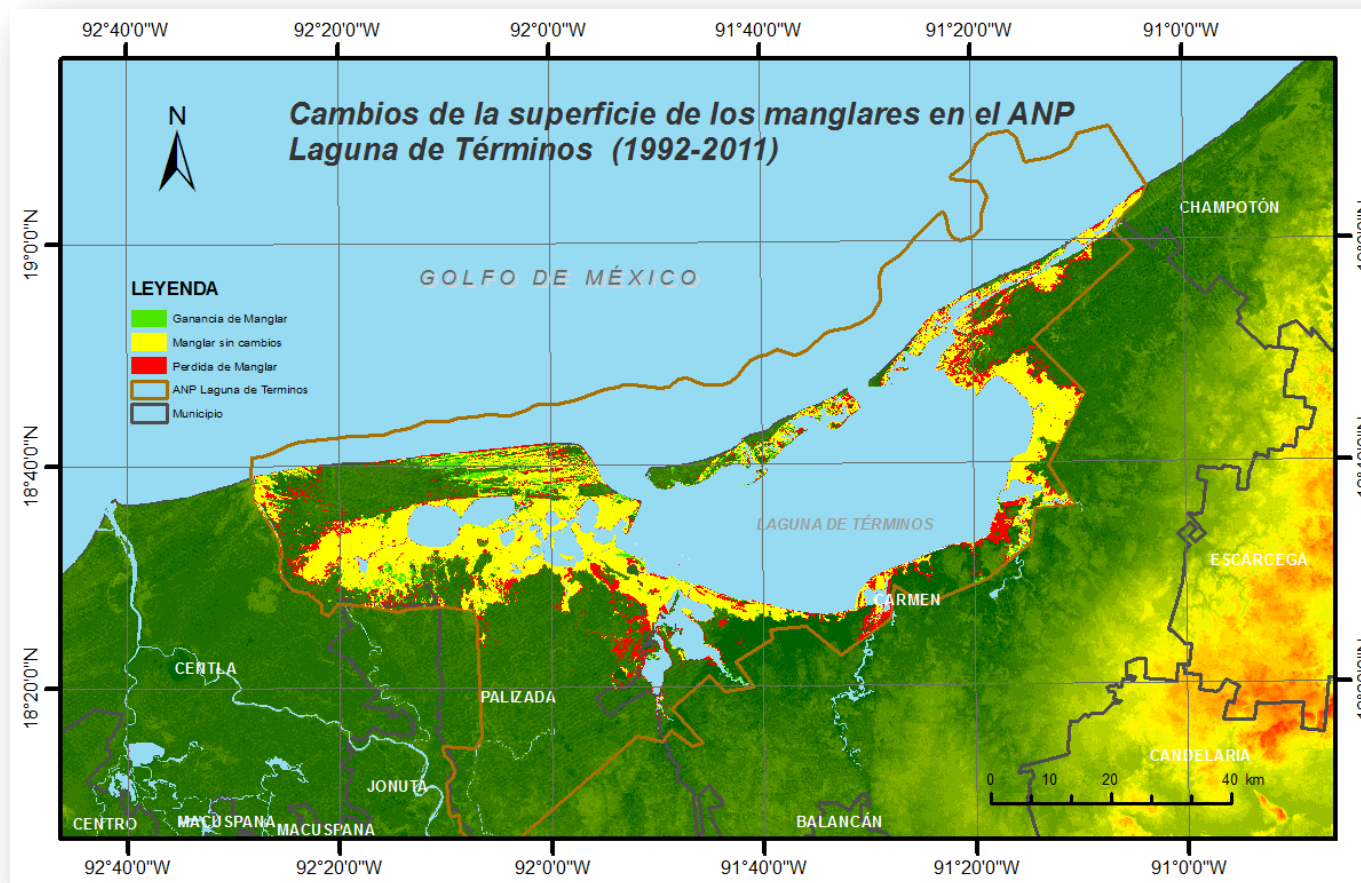 92°40'0"W 92°20'0"W 92°0'0"W 91°40'0"W 91°20'0"W 91°0'0"W
N
Cambios de la superficie de los manglares en el ANP
Laguna de Términos (1992-2011)
CHAMPOTÓN
19°0'0"N
GOLFO DE MÉXICO
LEYENDA
Ganancia de Manglar
Manglar sin cambios
Perdida de Manglar
ANP Laguna de Terminos
Municipio
18°40'0"N
LAGUNA DE TÉRMINOS
ESCÁRCEGA
CARMEN
CENTLA
18°20'0"N
PALIZADA
CANDELARIA
JONUTA
0 10 20 40 km
CENTRO MACUSPANA MACUSPANA BALANCÁN
92°40'0"W 92°20'0"W 92°0'0"W 91°40'0"W 91°20'0"W 91°0'0"W